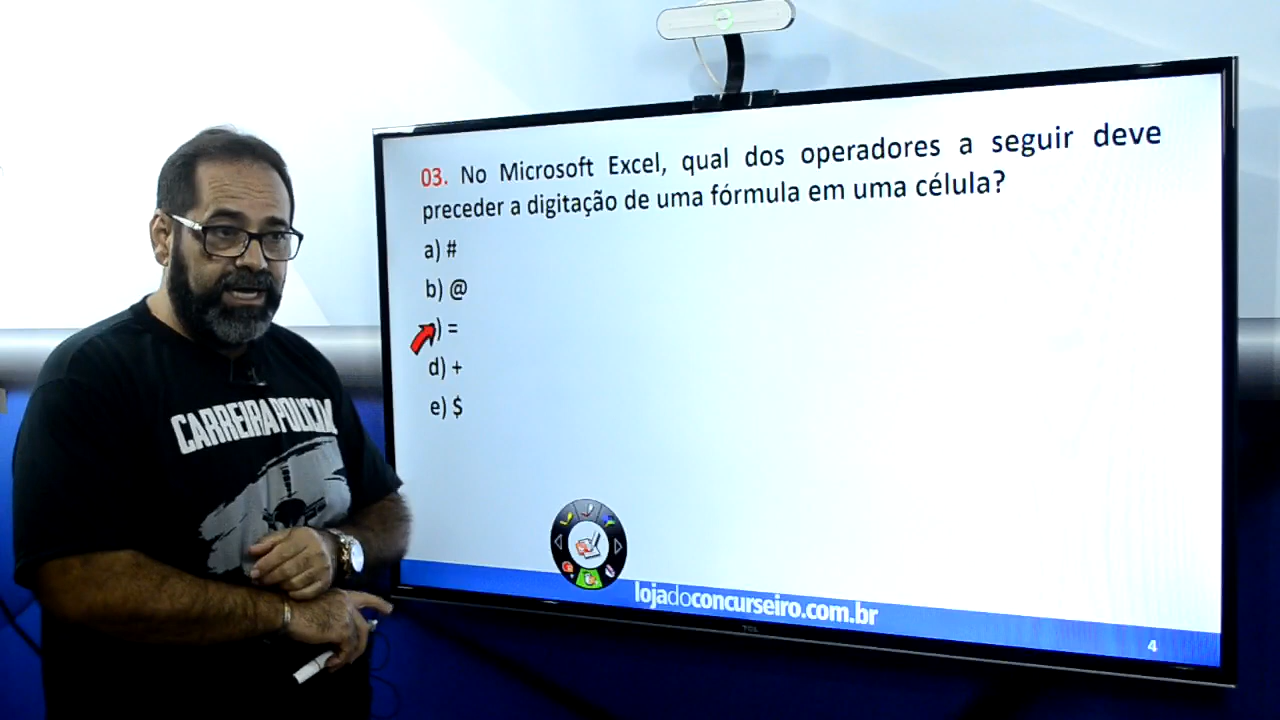 03. No Microsoft Excel, qual dos operadores a seguir deve
preceder a digitação de uma fórmula em uma célula?
a) #
b) @
) =
d) +
e) $
CARREIRA POLICIAL
lojadoconcurseiro.com.br
4
TCL